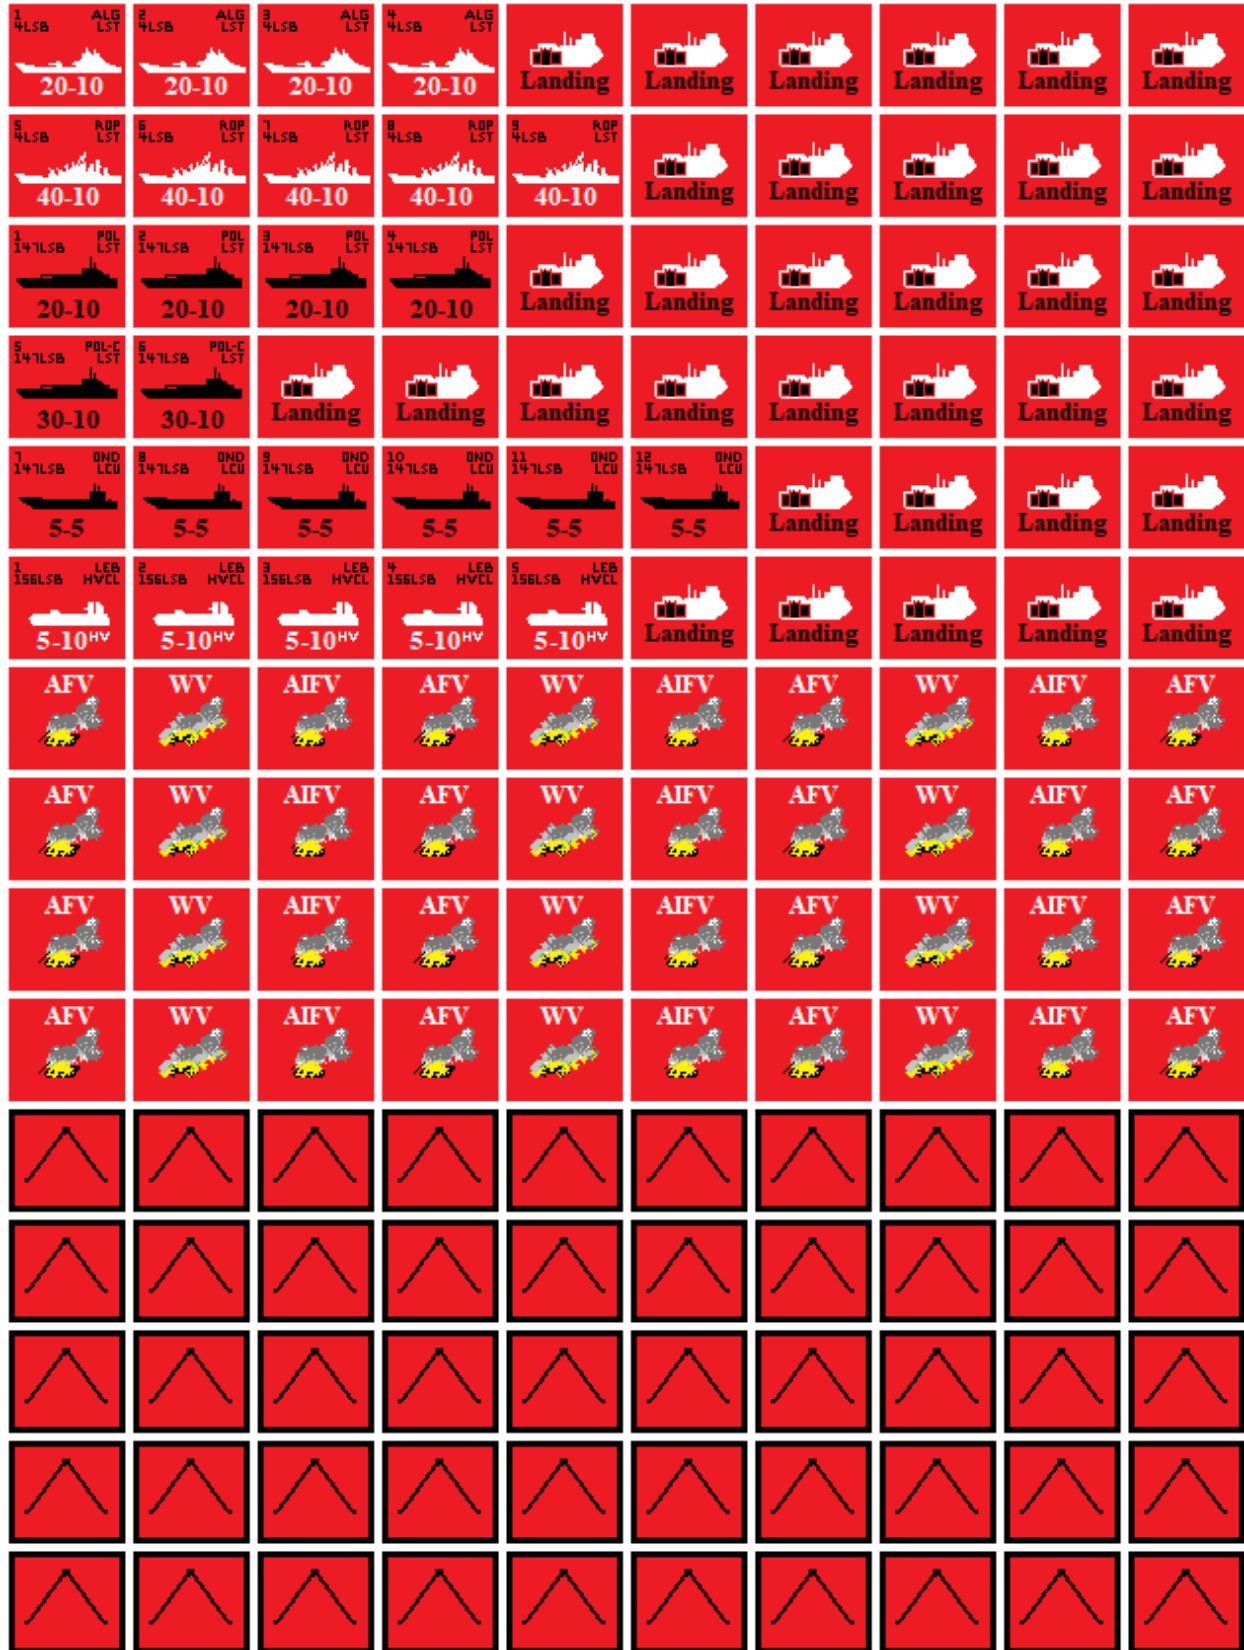 1 ALG 2 ALG 3 ALG 4 ALG
4LSB LST 4LSB LST 4LSB LST 4LSB LST
20-10 20-10 20-10 20-10 Landing Landing Landing Landing Landing Landing
5 ROP 6 ROP 7 ROP 8 ROP 9 ROP
4LSB LST 4LSB LST 4LSB LST 4LSB LST 4LSB LST
40-10 40-10 40-10 40-10 40-10 Landing Landing Landing Landing Landing
1 POL 2 POL 3 POL 4 POL
147LSB LST 147LSB LST 147LSB LST 147LSB LST
20-10 20-10 20-10 20-10 Landing Landing Landing Landing Landing Landing
5 POL-C 6 POL-C
147LSB LST 147LSB LST
30-10 30-10 Landing Landing Landing Landing Landing Landing Landing Landing
7 OND 8 OND 9 OND 10 OND 11 OND 12 OND
147LSB LCU 147LSB LCU 147LSB LCU 147LSB LCU 147LSB LCU 147LSB LCU
5-5 5-5 5-5 5-5 5-5 5-5 Landing Landing Landing Landing
1 LEB 2 LEB 3 LEB 4 LEB 5 LEB
156LSB HVCL 156LSB HVCL 156LSB HVCL 156LSB HVCL 156LSB HVCL
5-10HV 5-10HV 5-10HV 5-10HV 5-10HV Landing Landing Landing Landing Landing
AFV WV AIFV AFV WV AIFV AFV WV AIFV AFV
AFV WV AIFV AFV WV AIFV AFV WV AIFV AFV
AFV WV AIFV AFV WV AIFV AFV WV AIFV AFV
AFV WV AIFV AFV WV AIFV AFV WV AIFV AFV